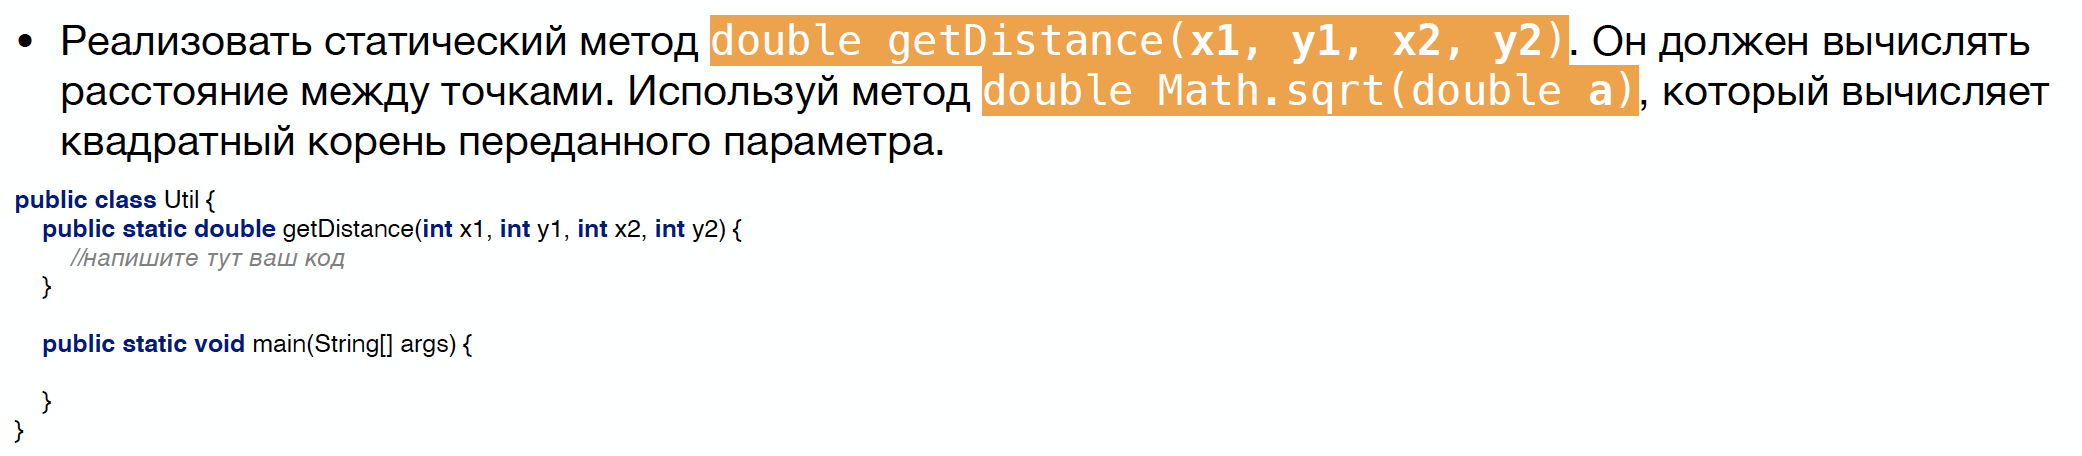 • Реализовать статический метод double getDistance(x1, y1, x2, y2). Он должен вычислять
расстояние между точками. Используй метод double Math.sqrt(double a), который вычисляет
квадратный корень переданного параметра.
public class Util {
    public static double getDistance(int x1, int y1, int x2, int y2) {
        //напишите тут ваш код
    }
    public static void main(String[] args) {
    }
}